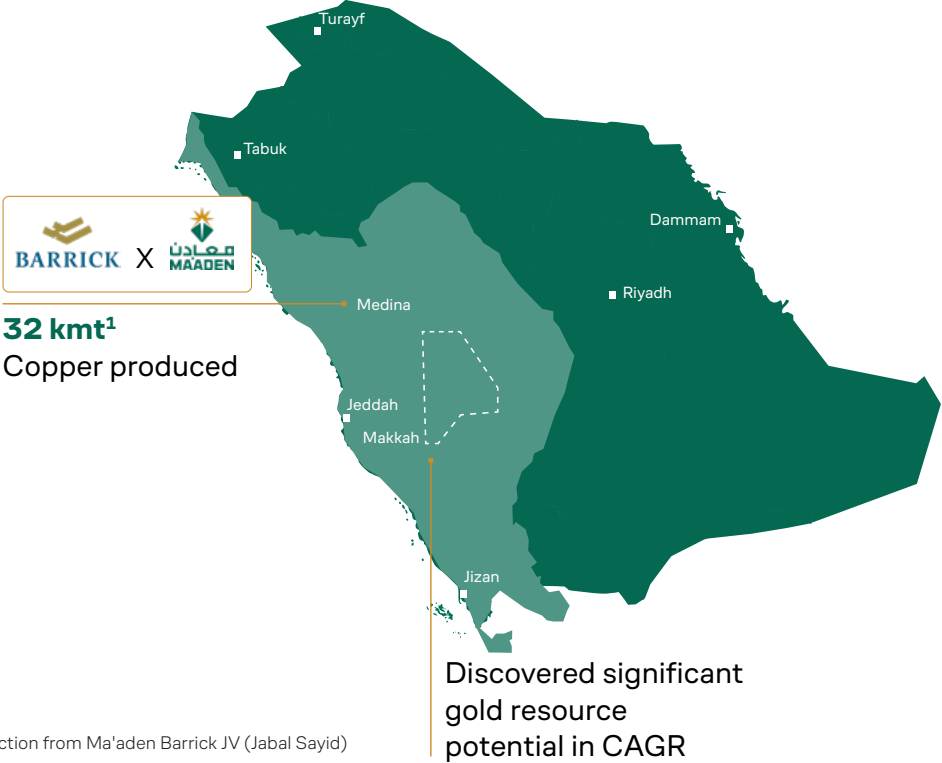 Turayf
Tabuk
Dammam
BARRICK X معادن
MA'ADEN
Riyadh
Medina
32 kmt¹
Copper produced
Jeddah
Makkah
Jizan
Discovered significant
gold resource
potential in CAGR
ction from Ma'aden Barrick JV (Jabal Sayid)